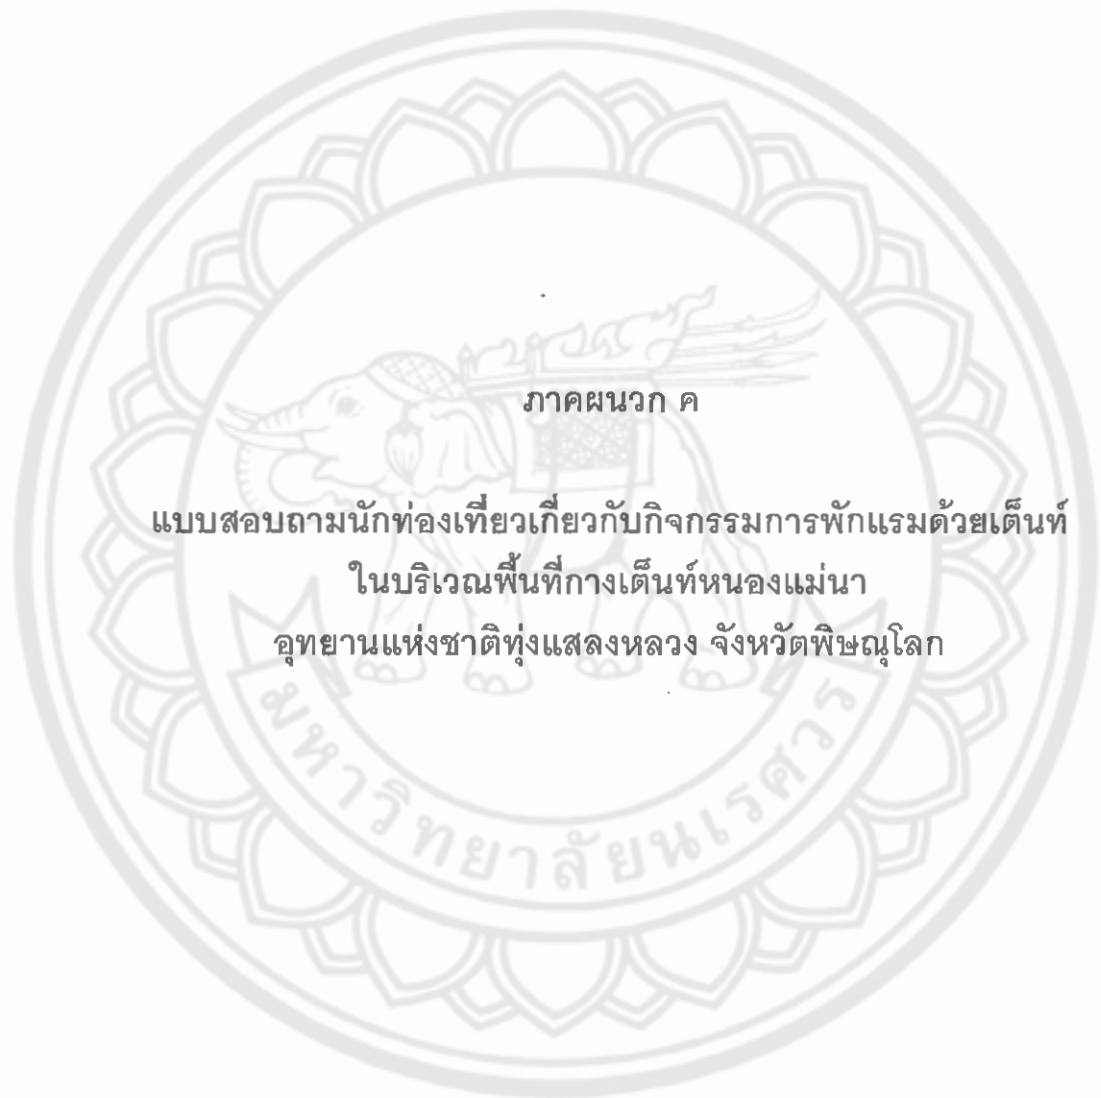 ภาคผนวก ค
แบบสอบถามนักท่องเที่ยวเกี่ยวกับกิจกรรมการพักแรมด้วยเต็นท์
ในบริเวณพื้นที่กางเต็นท์หนองแม่นา
อุทยานแห่งชาติทุ่งแสลงหลวง จังหวัดพิษณุโลก
มหาวิทยาลัยนเรศวร